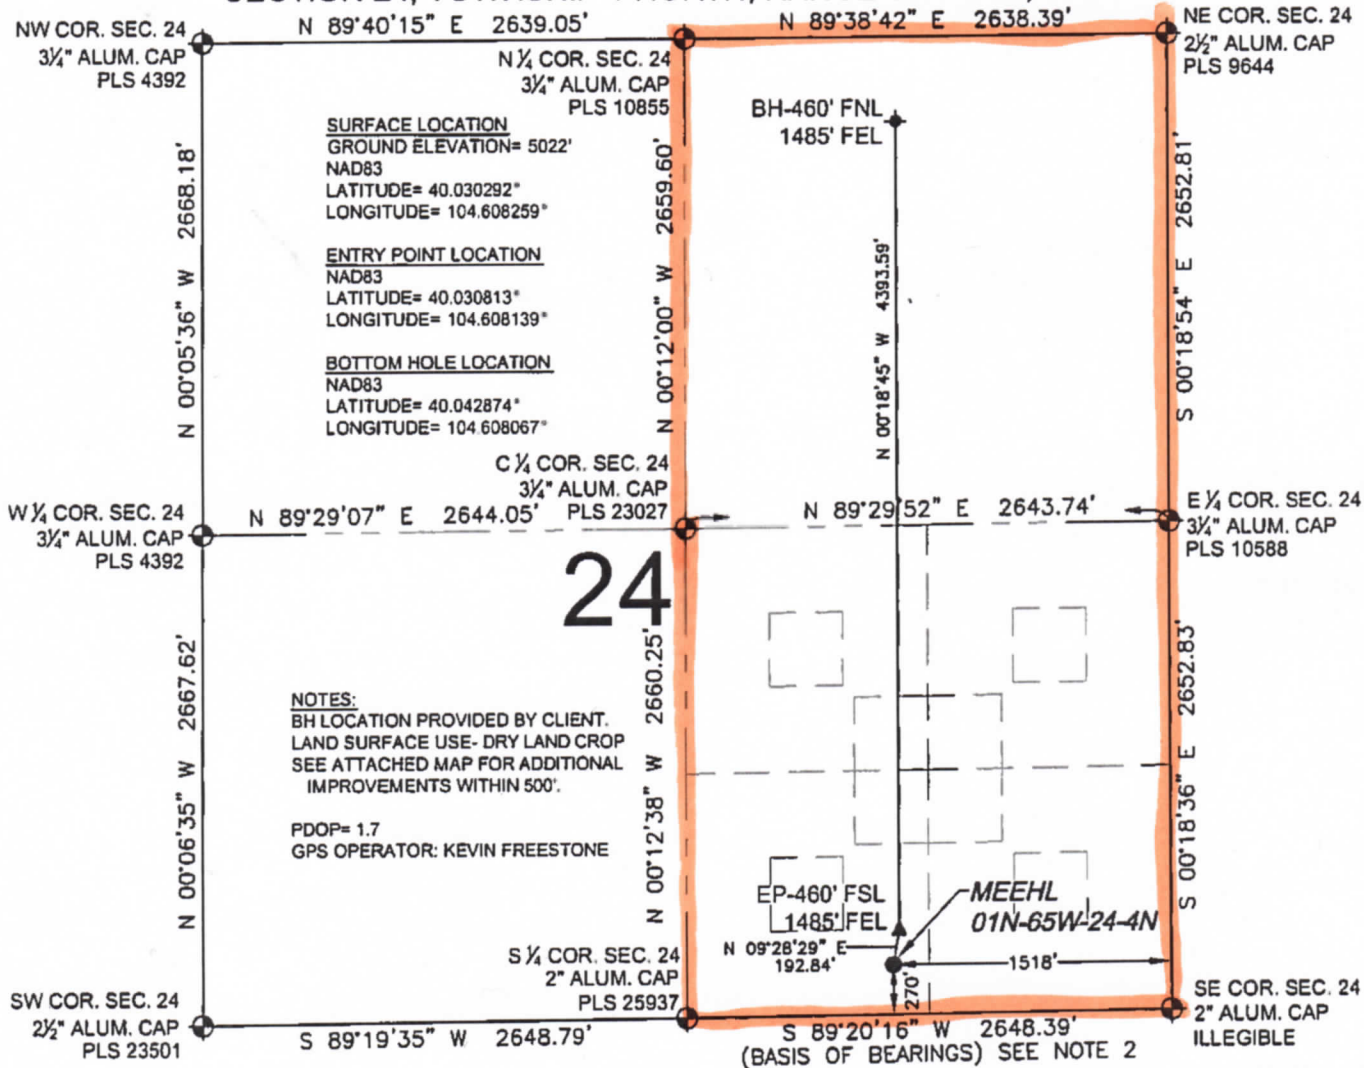 N 89°40'15" E 2639.05'
N 89°38'42" E 2638.39'
NW COR. SEC. 24
3¼" ALUM. CAP
PLS 4392
N ¼ COR. SEC. 24
3¼" ALUM. CAP
PLS 10855
NE COR. SEC. 24
2½" ALUM. CAP
PLS 9644
BH-460' FNL
1485' FEL
SURFACE LOCATION
GROUND ELEVATION= 5022'
NAD83
LATITUDE= 40.030292°
LONGITUDE= 104.608259°
ENTRY POINT LOCATION
NAD83
LATITUDE= 40.030813°
LONGITUDE= 104.608139°
BOTTOM HOLE LOCATION
NAD83
LATITUDE= 40.042874°
LONGITUDE= 104.608067°
N 00°05'36" W 2668.18'
N 00°12'00" W 2659.60'
N 00°18'45" W 4393.59'
S 00°18'54" E 2652.81'
C ¼ COR. SEC. 24
3¼" ALUM. CAP
PLS 23027
W ¼ COR. SEC. 24
3¼" ALUM. CAP
PLS 4392
N 89°29'07" E 2644.05'
N 89°29'52" E 2643.74'
E ¼ COR. SEC. 24
3¼" ALUM. CAP
PLS 10588
24
NOTES:
BH LOCATION PROVIDED BY CLIENT.
LAND SURFACE USE- DRY LAND CROP
SEE ATTACHED MAP FOR ADDITIONAL
IMPROVEMENTS WITHIN 500'.
PDOP= 1.7
GPS OPERATOR: KEVIN FREESTONE
N 00°06'35" W 2667.62'
N 00°12'38" W 2660.25'
S 00°18'36" E 2652.83'
EP-460' FSL
1485' FEL
MEEHL
01N-65W-24-4N
N 09°28'29" E
192.84'
1518'
270'
S ¼ COR. SEC. 24
2" ALUM. CAP
PLS 25937
SW COR. SEC. 24
2½" ALUM. CAP
PLS 23501
SE COR. SEC. 24
2" ALUM. CAP
ILLEGIBLE
S 89°19'35" W 2648.79'
S 89°20'16" W 2648.39'
(BASIS OF BEARINGS) SEE NOTE 2